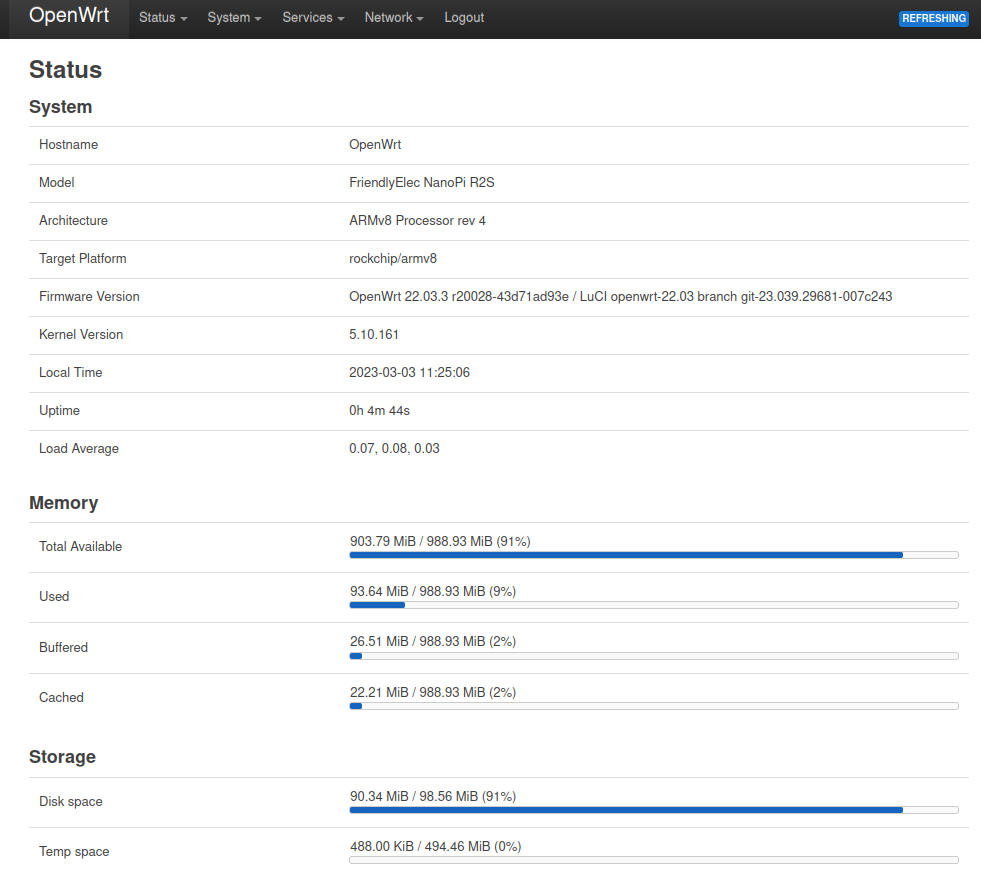 OpenWrt Status System Services Network Logout REFRESHING
Status
System
Hostname OpenWrt
Model FriendlyElec NanoPi R2S
Architecture ARMv8 Processor rev 4
Target Platform rockchip/armv8
Firmware Version OpenWrt 22.03.3 r20028-43d71ad93e / LuCI openwrt-22.03 branch git-23.039.29681-007c243
Kernel Version 5.10.161
Local Time 2023-03-03 11:25:06
Uptime 0h 4m 44s
Load Average 0.07, 0.08, 0.03
Memory
Total Available 903.79 MiB / 988.93 MiB (91%)
Used 93.64 MiB / 988.93 MiB (9%)
Buffered 26.51 MiB / 988.93 MiB (2%)
Cached 22.21 MiB / 988.93 MiB (2%)
Storage
Disk space 90.34 MiB / 98.56 MiB (91%)
Temp space 488.00 KiB / 494.46 MiB (0%)